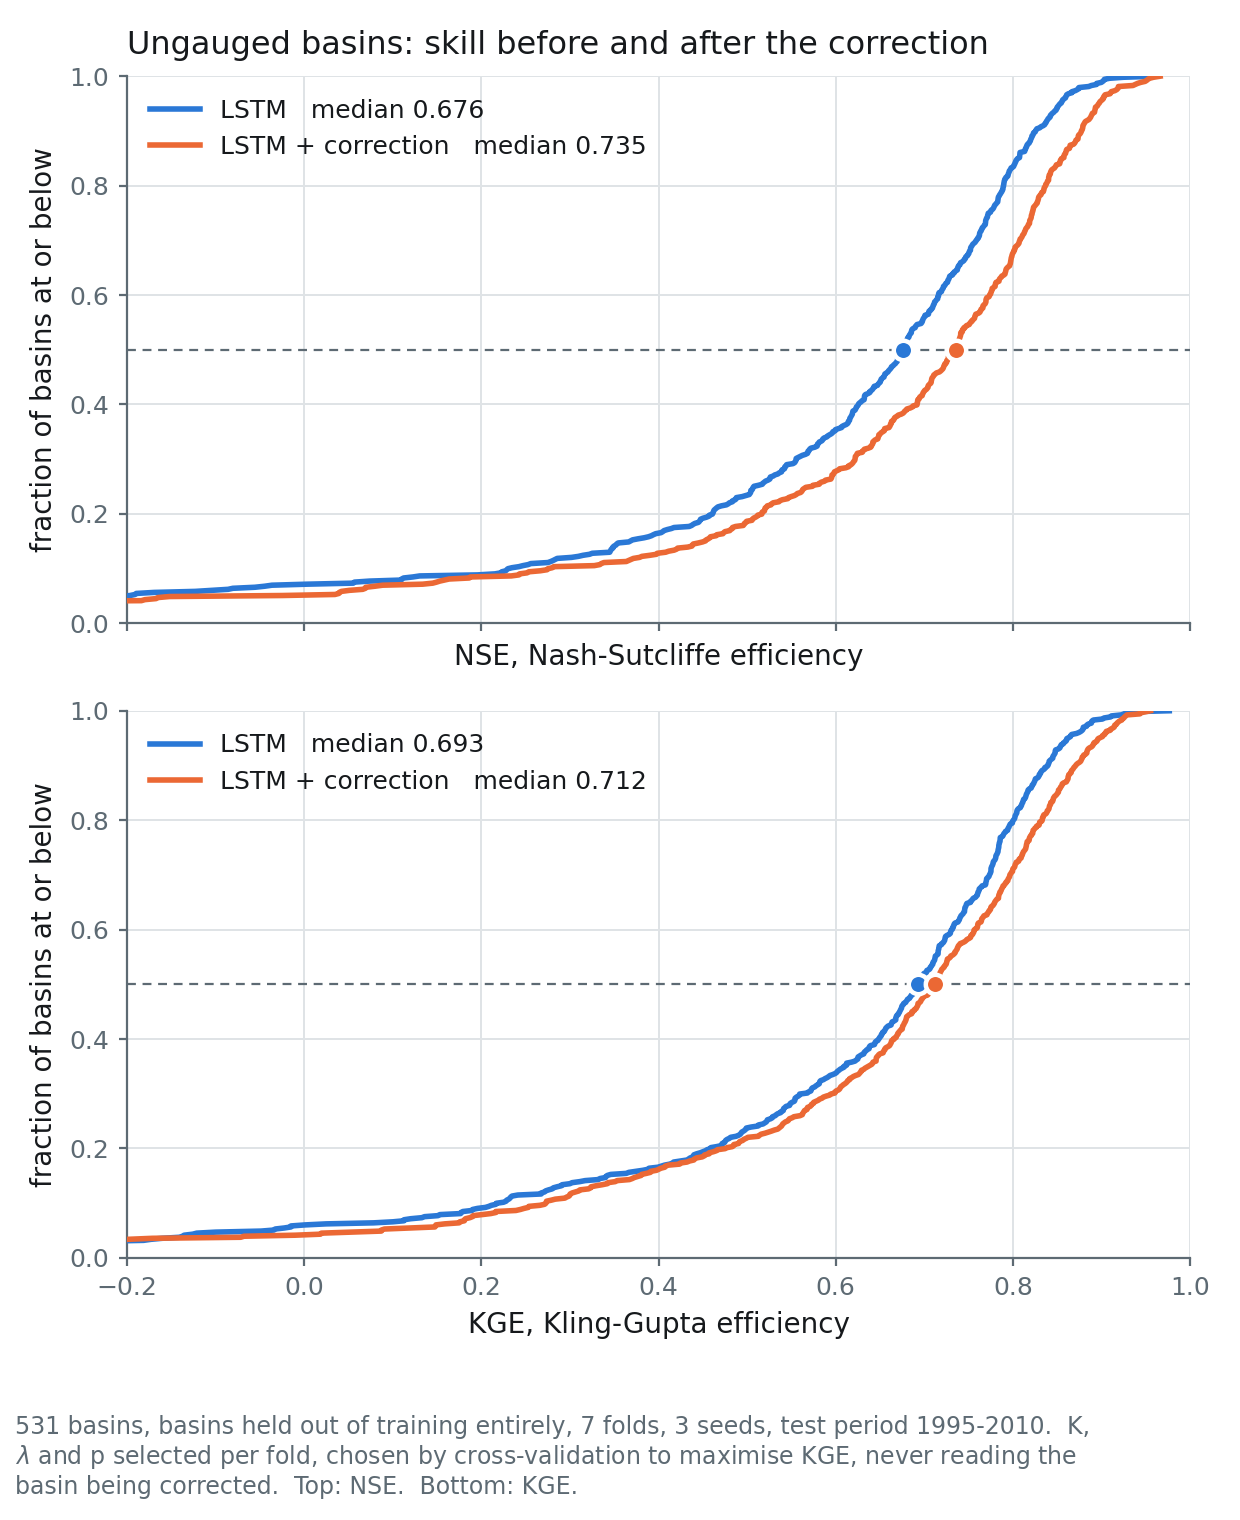 Ungauged basins: skill before and after the correction
1.0
LSTM median 0.676
LSTM + correction median 0.735
0.8
0.6
0.4
0.2
0.0
fraction of basins at or below
NSE, Nash-Sutcliffe efficiency
1.0
LSTM median 0.693
LSTM + correction median 0.712
0.8
0.6
0.4
0.2
0.0
fraction of basins at or below
−0.2 0.0 0.2 0.4 0.6 0.8 1.0
KGE, Kling-Gupta efficiency
531 basins, basins held out of training entirely, 7 folds, 3 seeds, test period 1995-2010. K,
λ and p selected per fold, chosen by cross-validation to maximise KGE, never reading the
basin being corrected. Top: NSE. Bottom: KGE.